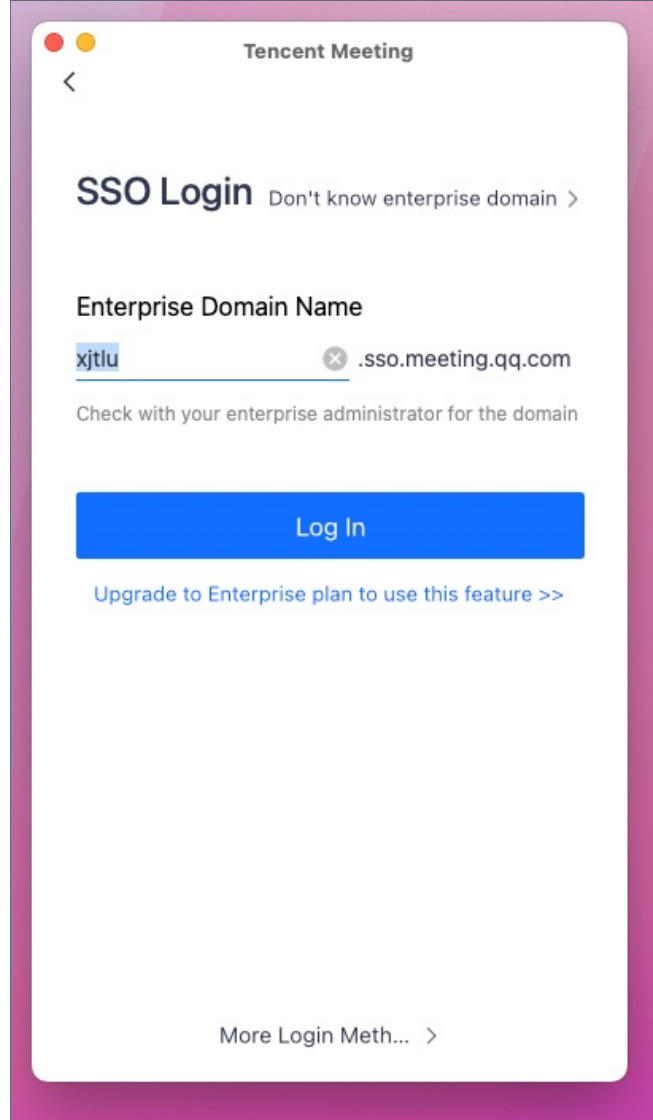 Tencent Meeting
SSO Login Don't know enterprise domain >
Enterprise Domain Name
xjtlu .sso.meeting.qq.com
Check with your enterprise administrator for the domain
Log In
Upgrade to Enterprise plan to use this feature >>
More Login Meth... >